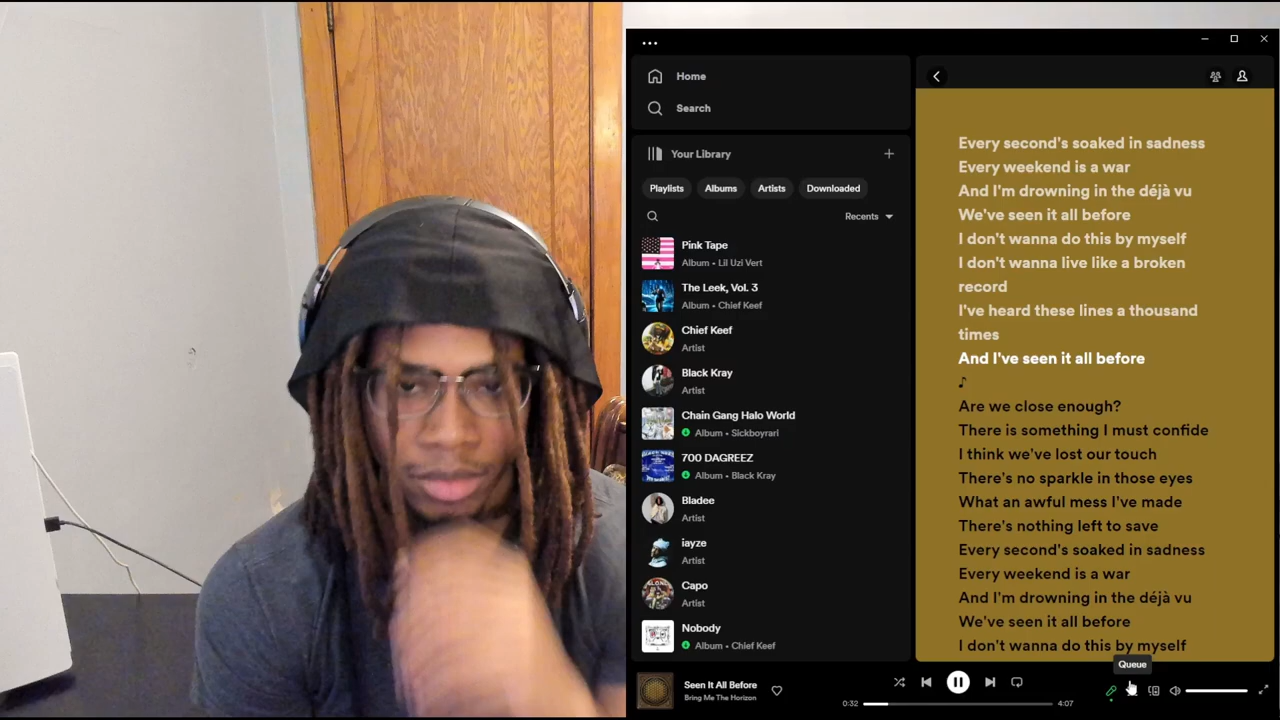 Home
Search
Your Library
Playlists
Albums
Artists
Downloaded
Recents
Pink Tape
Album • Lil Uzi Vert
The Leek, Vol. 3
Album • Chief Keef
Chief Keef
Artist
Black Kray
Artist
Chain Gang Halo World
Album • Sickboyrari
700 DAGREEZ
Album • Black Kray
Bladee
Artist
iayze
Artist
Capo
Artist
Nobody
Album • Chief Keef
Every second's soaked in sadness
Every weekend is a war
And I'm drowning in the déjà vu
We've seen it all before
I don't wanna do this by myself
I don't wanna live like a broken
record
I've heard these lines a thousand
times
And I've seen it all before
♪
Are we close enough?
There is something I must confide
I think we've lost our touch
There's no sparkle in those eyes
What an awful mess I've made
There's nothing left to save
Every second's soaked in sadness
Every weekend is a war
And I'm drowning in the déjà vu
We've seen it all before
I don't wanna do this by myself
Queue
Seen It All Before
Bring Me The Horizon
0:32
4:07